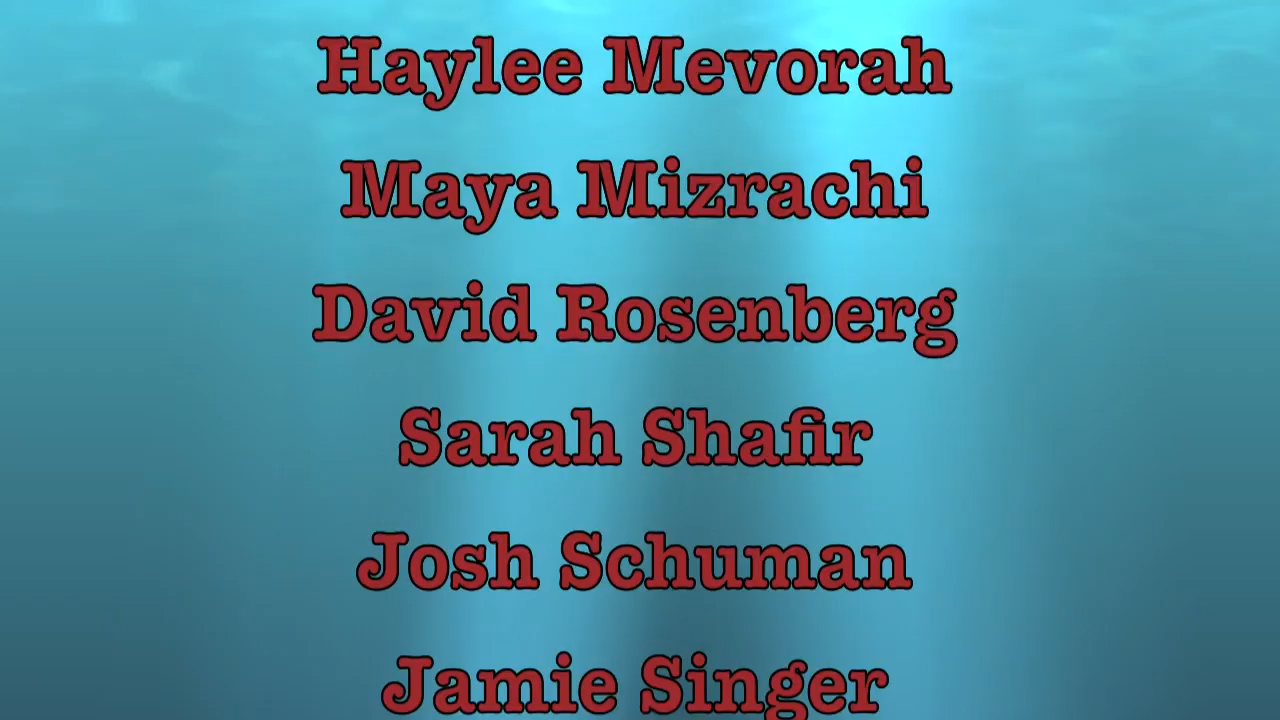 Haylee Mevorah
Maya Mizrachi
David Rosenberg
Sarah Shafir
Josh Schuman
Jamie Singer